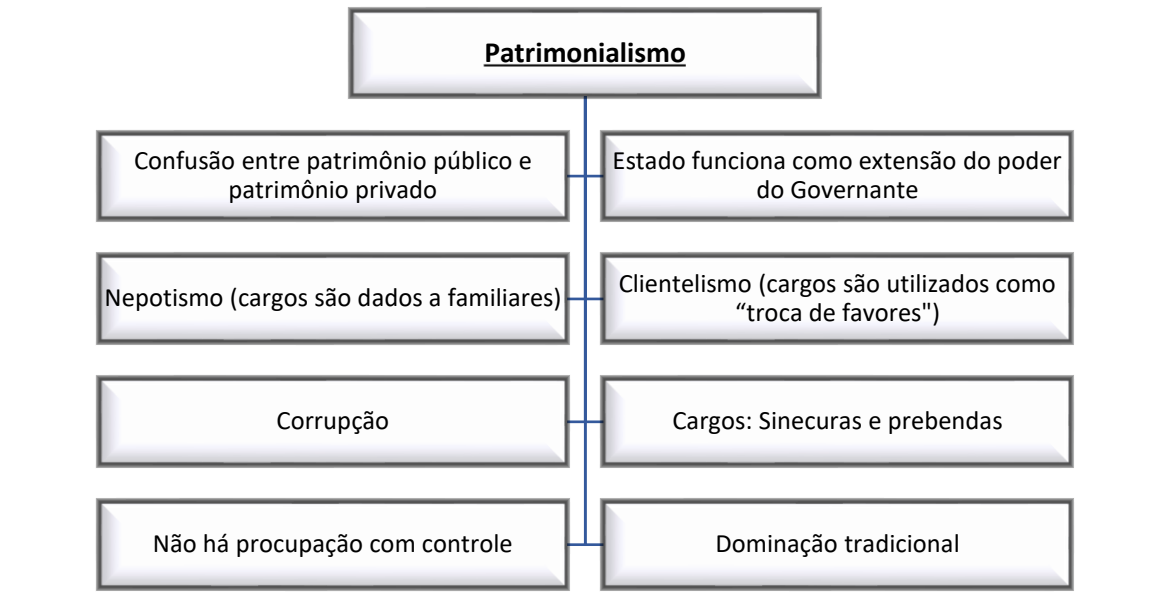 Patrimonialismo
Confusão entre patrimônio público e
patrimônio privado
Estado funciona como extensão do poder
do Governante
Nepotismo (cargos são dados a familiares)
Clientelismo (cargos são utilizados como
“troca de favores")
Corrupção
Cargos: Sinecuras e prebendas
Não há procupação com controle
Dominação tradicional